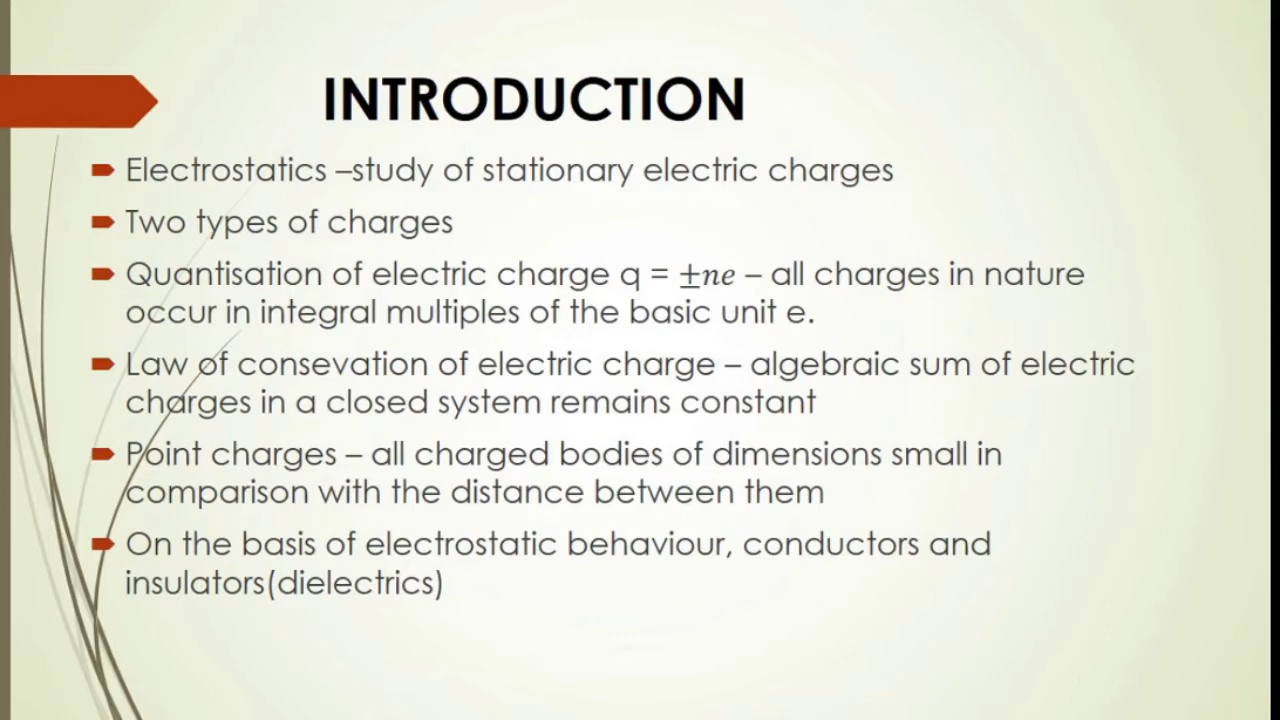 INTRODUCTION
Electrostatics –study of stationary electric charges
Two types of charges
Quantisation of electric charge q = ±ne – all charges in nature
occur in integral multiples of the basic unit e.
Law of consevation of electric charge – algebraic sum of electric
charges in a closed system remains constant
Point charges – all charged bodies of dimensions small in
comparison with the distance between them
On the basis of electrostatic behaviour, conductors and
insulators(dielectrics)